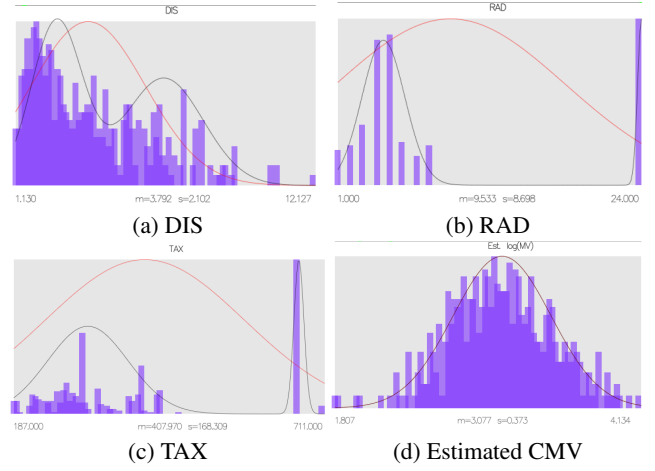 DIS
1.130 m=3.792 s=2.102 12.127
(a) DIS
RAD
1.000 m=9.533 s=8.698 24.000
(b) RAD
TAX
187.000 m=407.970 s=168.309 711.000
(c) TAX
Est. log(MV)
1.807 m=3.077 s=0.373 4.134
(d) Estimated CMV